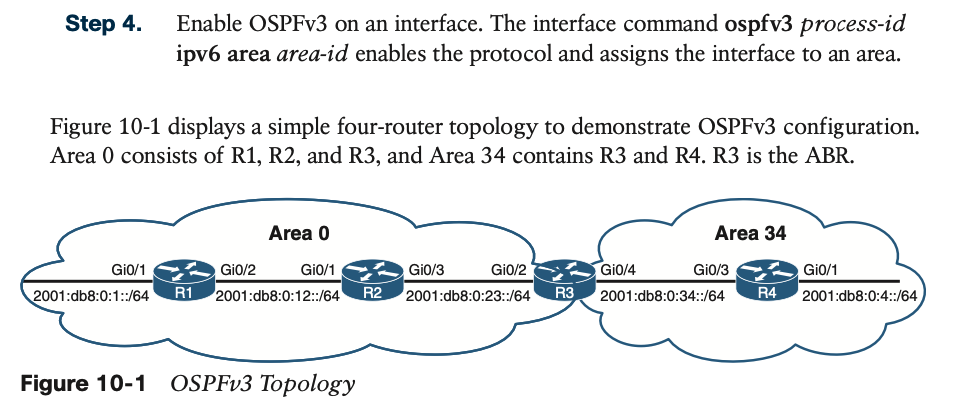 Step 4. Enable OSPFv3 on an interface. The interface command ospfv3 process-id
ipv6 area area-id enables the protocol and assigns the interface to an area.
Figure 10-1 displays a simple four-router topology to demonstrate OSPFv3 configuration.
Area 0 consists of R1, R2, and R3, and Area 34 contains R3 and R4. R3 is the ABR.
Area 0 Area 34
Gi0/1 Gi0/2 Gi0/1 Gi0/3 Gi0/2 Gi0/4 Gi0/3 Gi0/1
2001:db8:0:1::/64 R1 2001:db8:0:12::/64 R2 2001:db8:0:23::/64 R3 2001:db8:0:34::/64 R4 2001:db8:0:4::/64
Figure 10-1 OSPFv3 Topology